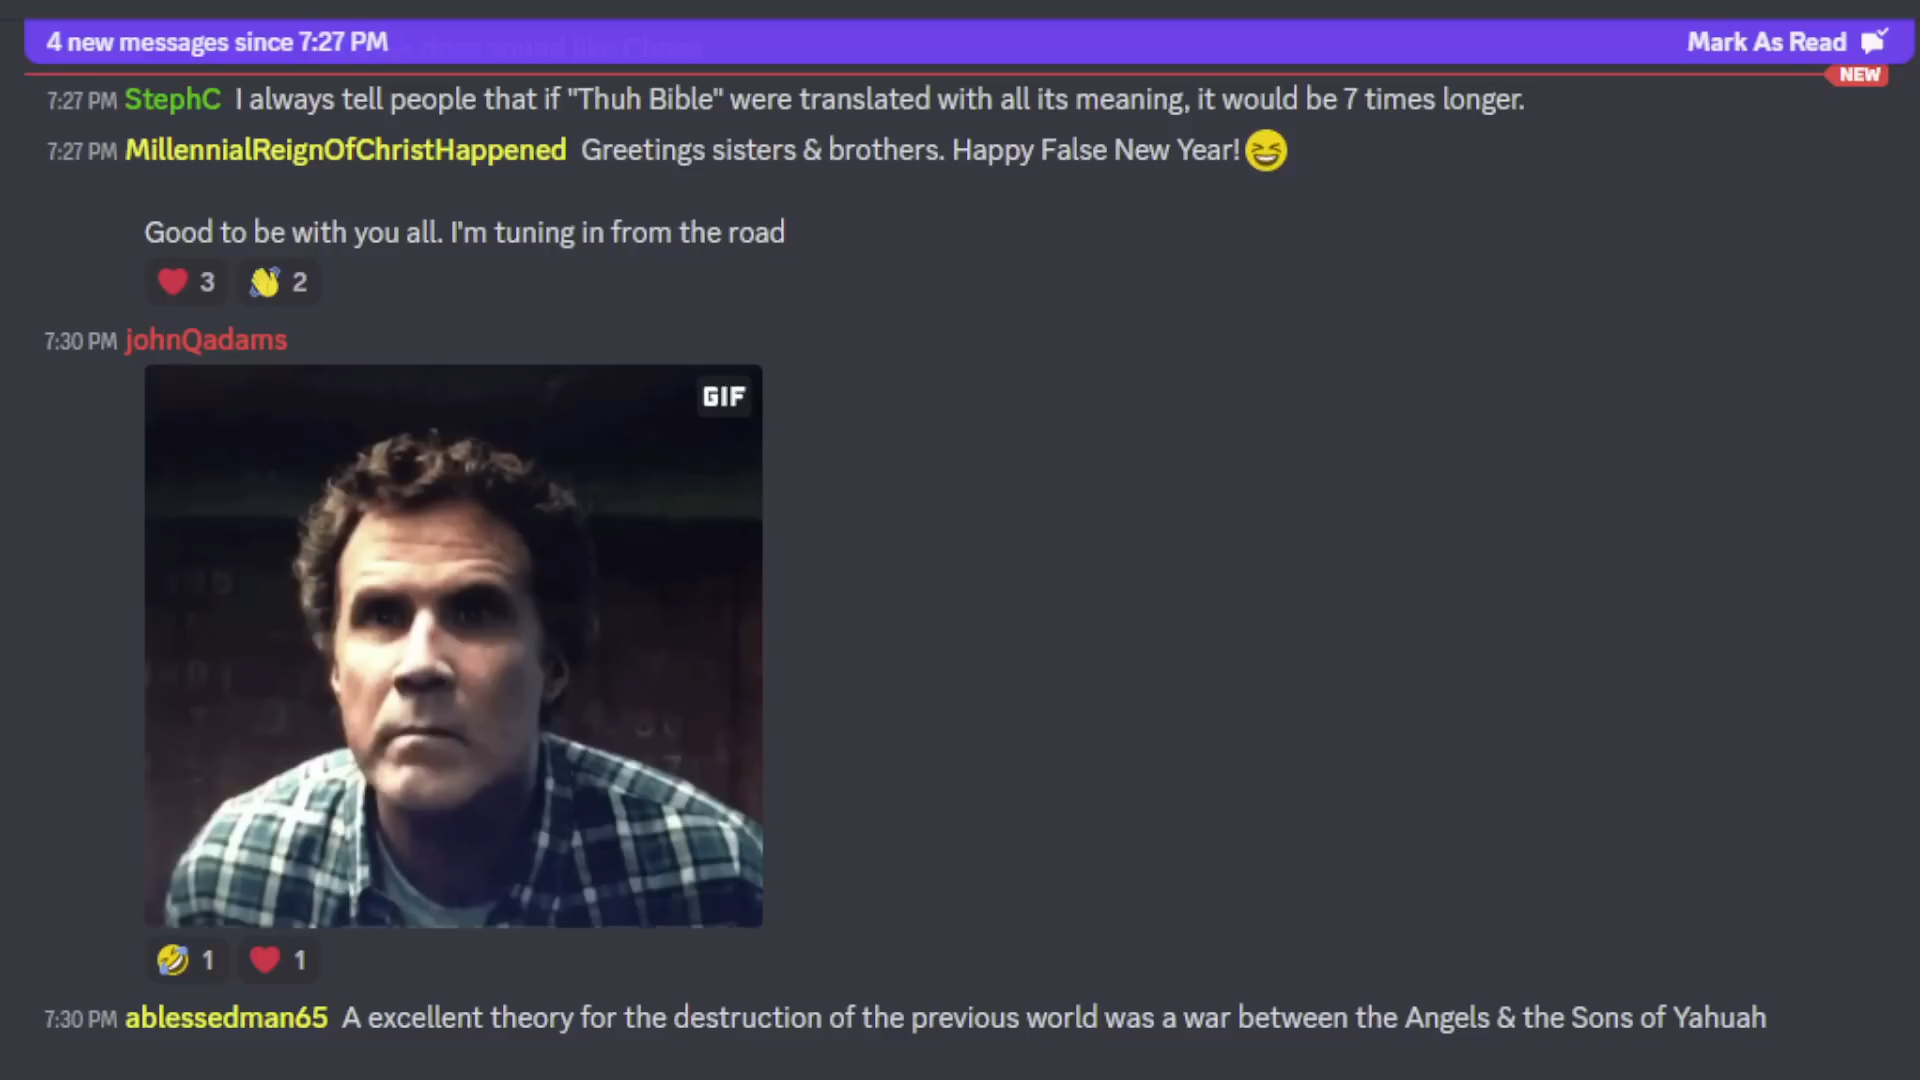 4 new messages since 7:27 PM
Mark As Read
NEW
7:27 PM StephC I always tell people that if "Thuh Bible" were translated with all its meaning, it would be 7 times longer.
7:27 PM MillennialReignOfChristHappened Greetings sisters & brothers. Happy False New Year!😆
Good to be with you all. I'm tuning in from the road
❤️ 3 👋 2
7:30 PM johnQadams
GIF
🤣 1 ❤️ 1
7:30 PM ablessedman65 A excellent theory for the destruction of the previous world was a war between the Angels & the Sons of Yahuah